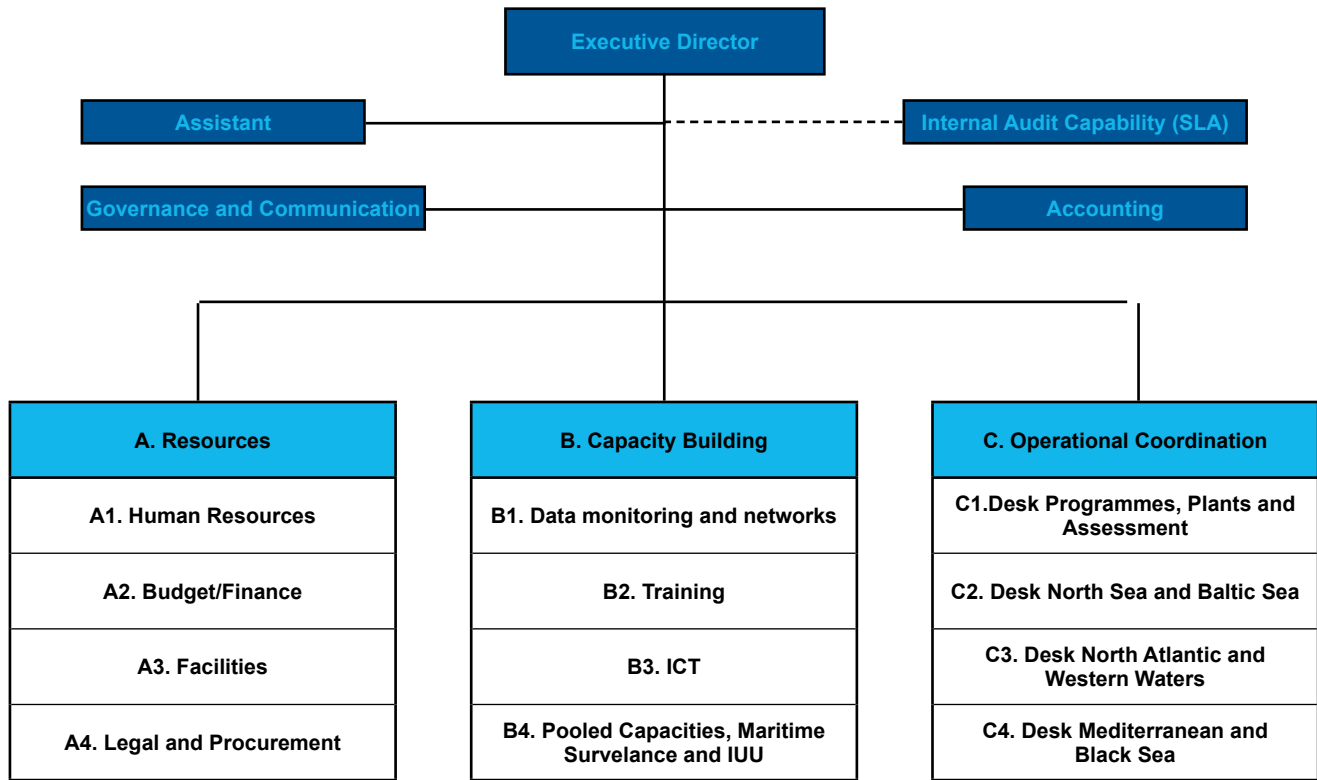 Executive Director
Assistant
Internal Audit Capability (SLA)
Governance and Communication
Accounting
A. Resources
A1. Human Resources
A2. Budget/Finance
A3. Facilities
A4. Legal and Procurement
B. Capacity Building
B1. Data monitoring and networks
B2. Training
B3. ICT
B4. Pooled Capacities, Maritime
Survelance and IUU
C. Operational Coordination
C1.Desk Programmes, Plants and
Assessment
C2. Desk North Sea and Baltic Sea
C3. Desk North Atlantic and
Western Waters
C4. Desk Mediterranean and
Black Sea